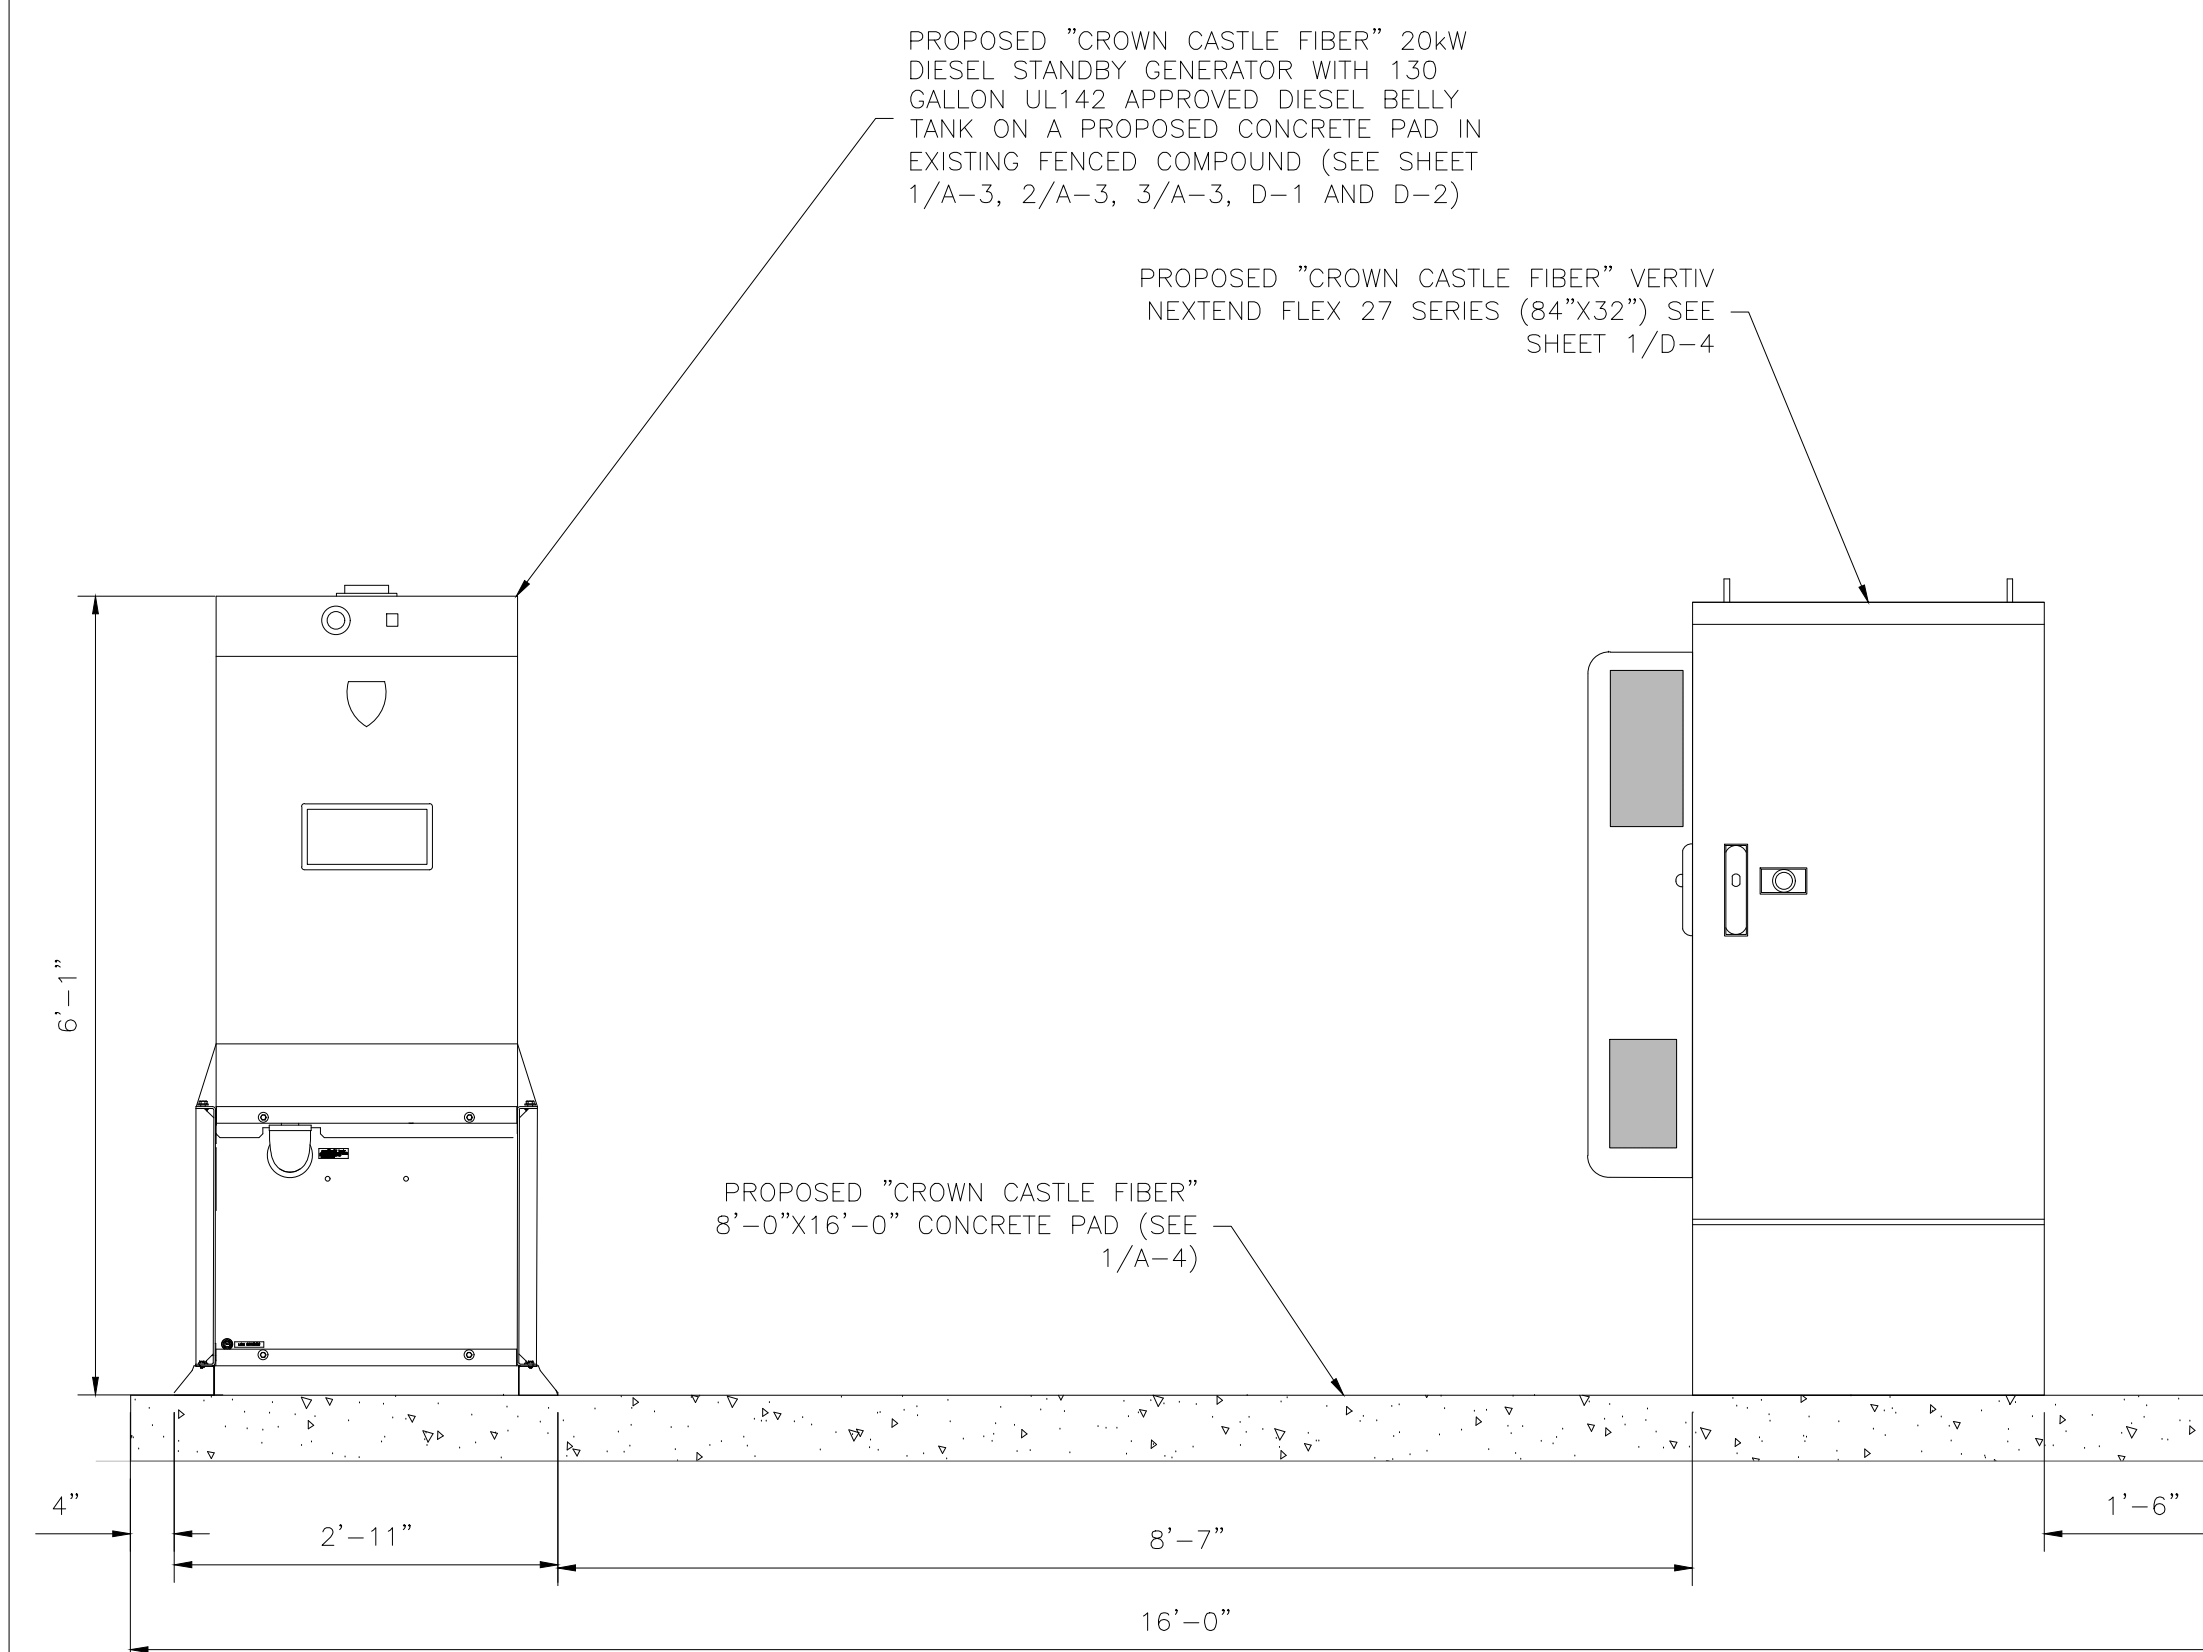 PROPOSED "CROWN CASTLE FIBER" 20kW
DIESEL STANDBY GENERATOR WITH 130
GALLON UL142 APPROVED DIESEL BELLY
TANK ON A PROPOSED CONCRETE PAD IN
EXISTING FENCED COMPOUND (SEE SHEET
1/A-3, 2/A-3, 3/A-3, D-1 AND D-2)
PROPOSED "CROWN CASTLE FIBER" VERTIV
NEXTEND FLEX 27 SERIES (84"X32") SEE
SHEET 1/D-4
6'-1"
PROPOSED "CROWN CASTLE FIBER"
8'-0"X16'-0" CONCRETE PAD (SEE
1/A-4)
4"
2'-11"
8'-7"
1'-6"
16'-0"